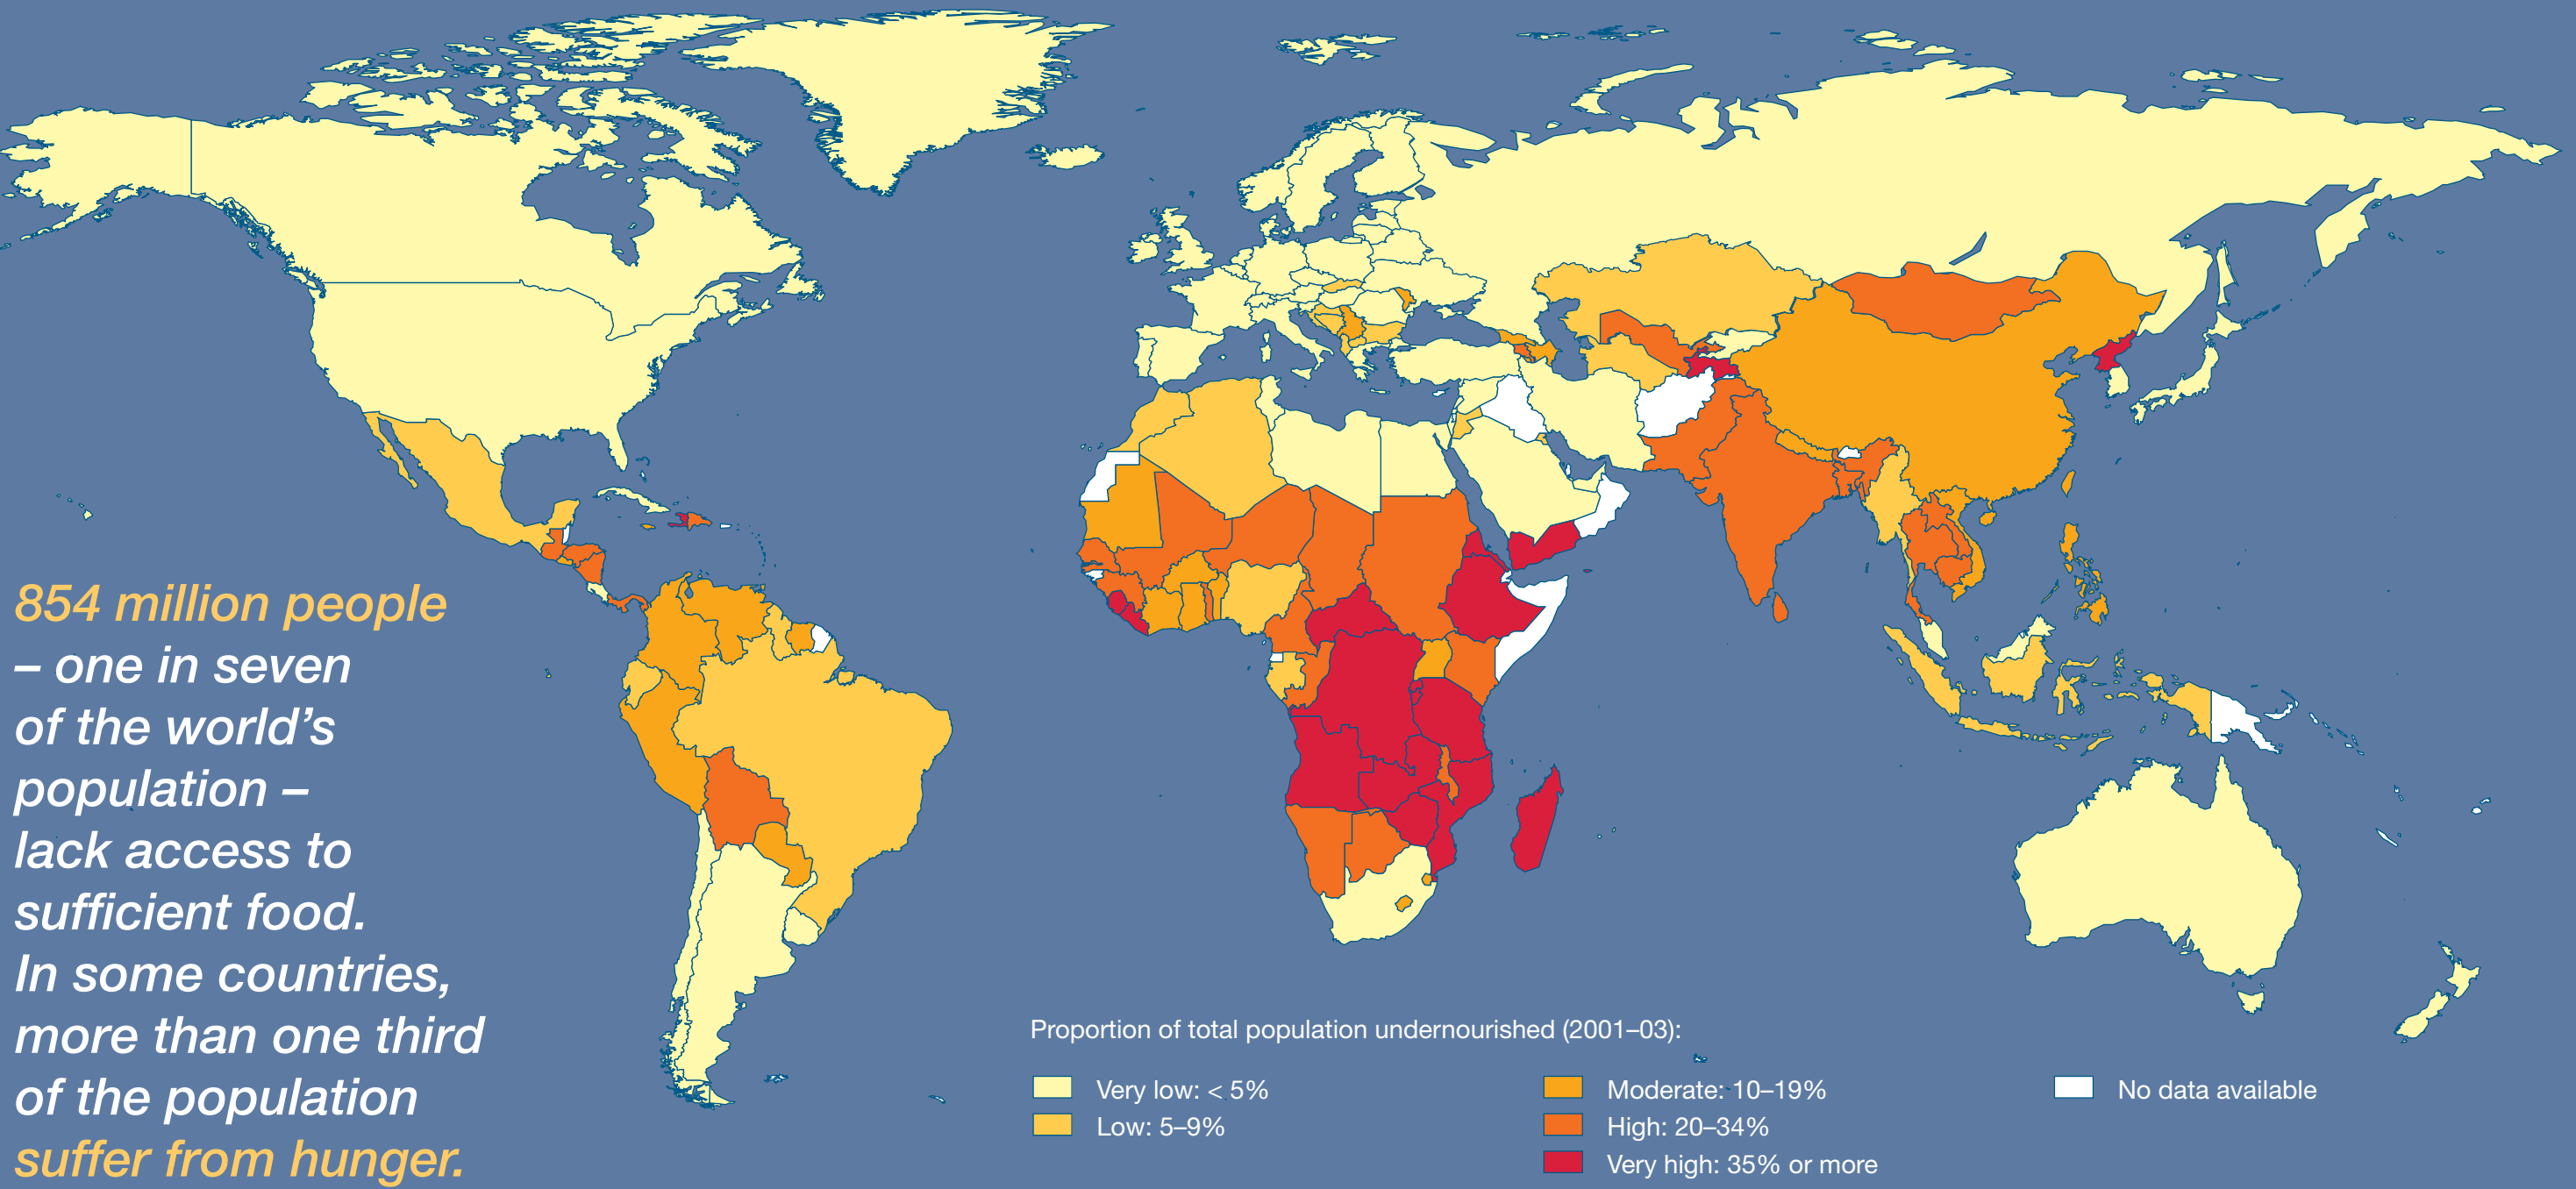 854 million people
– one in seven
of the world’s
population –
lack access to
sufficient food.
In some countries,
more than one third
of the population
suffer from hunger.
Proportion of total population undernourished (2001–03):
Very low: < 5%
Low: 5–9%
Moderate: 10–19%
High: 20–34%
Very high: 35% or more
No data available